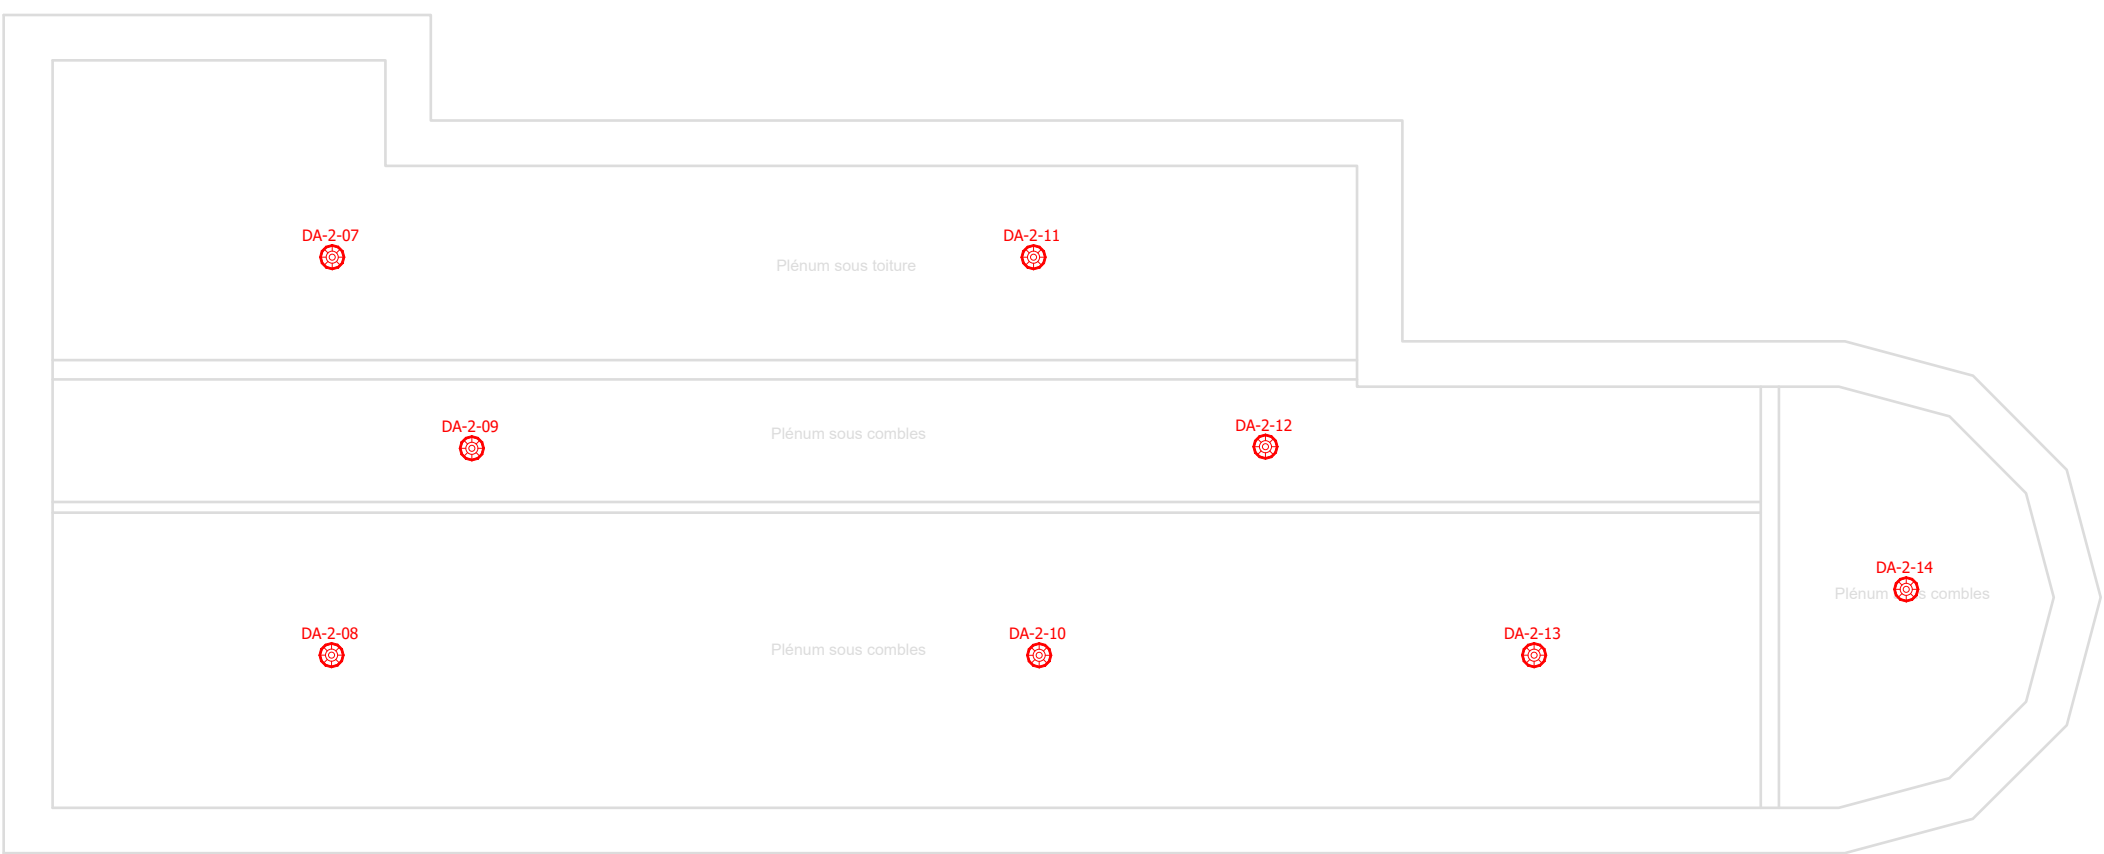 DA-2-07
DA-2-11
Plénum sous toiture
DA-2-09
DA-2-12
Plénum sous combles
DA-2-14
Plénum s combles
DA-2-08
DA-2-10
DA-2-13
Plénum sous combles